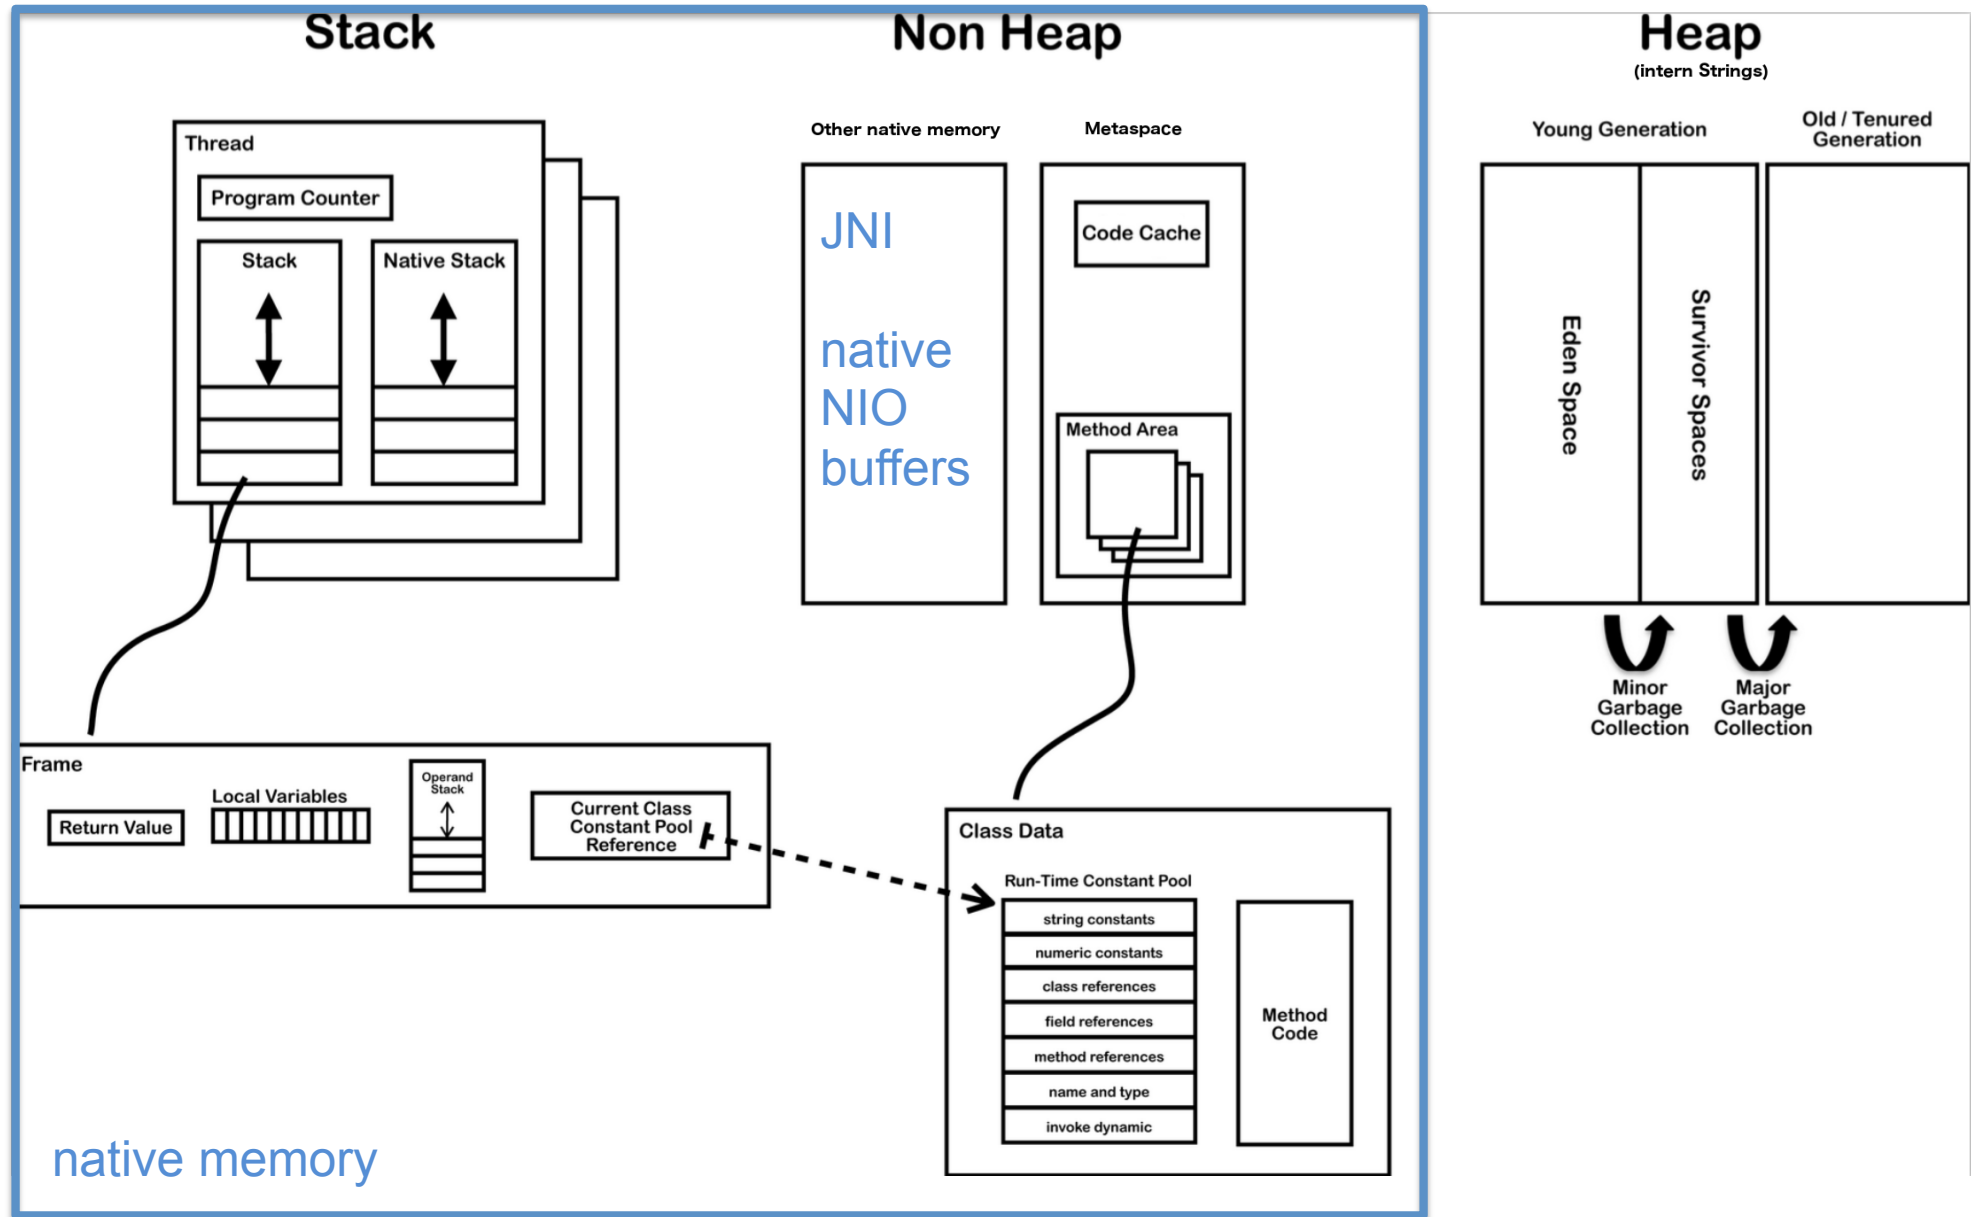 Stack
Non Heap
Heap
(intern Strings)
Thread
Program Counter
Stack
Native Stack
Other native memory
JNI
native
NIO
buffers
Metaspace
Code Cache
Method Area
Young Generation
Old / Tenured
Generation
Eden Space
Survivor Spaces
Minor
Garbage
Collection
Major
Garbage
Collection
Frame
Return Value
Local Variables
Operand
Stack
Current Class
Constant Pool
Reference
Class Data
Run-Time Constant Pool
string constants
numeric constants
class references
field references
method references
name and type
invoke dynamic
Method
Code
native memory